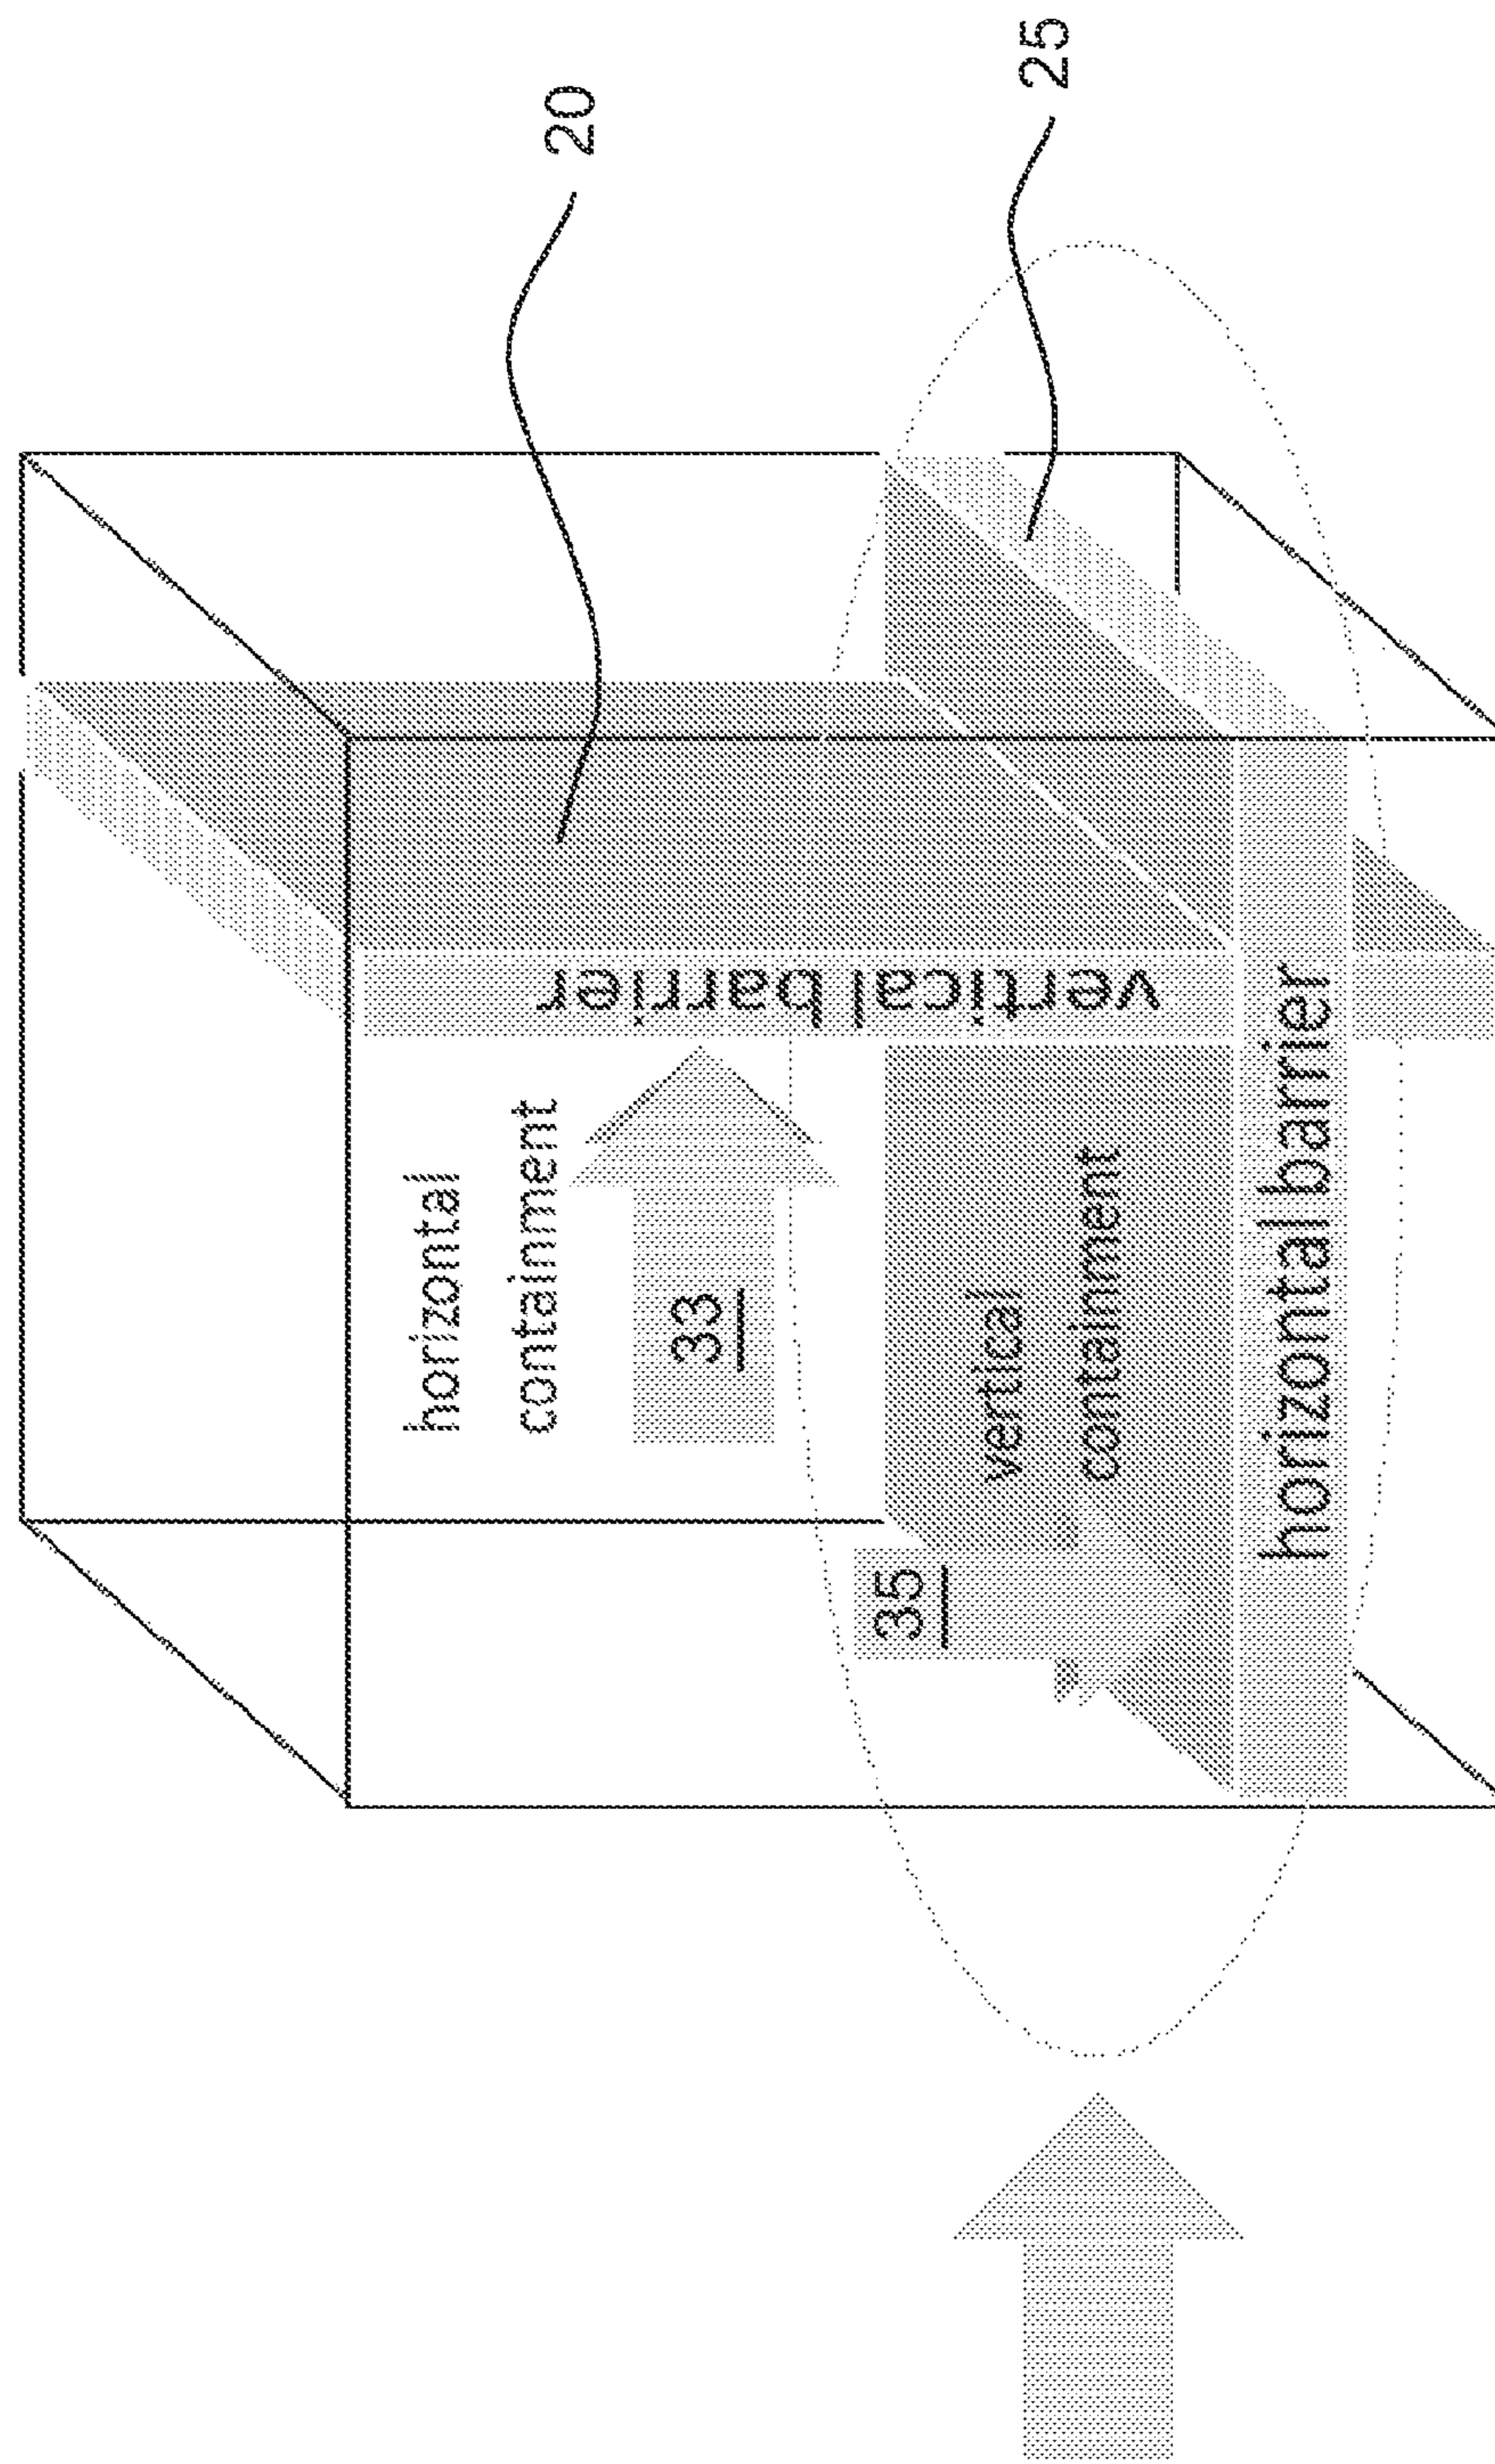 horizontal
containment
20
33
vertical barrier
35
vertical
containment
25
horizontal barrier